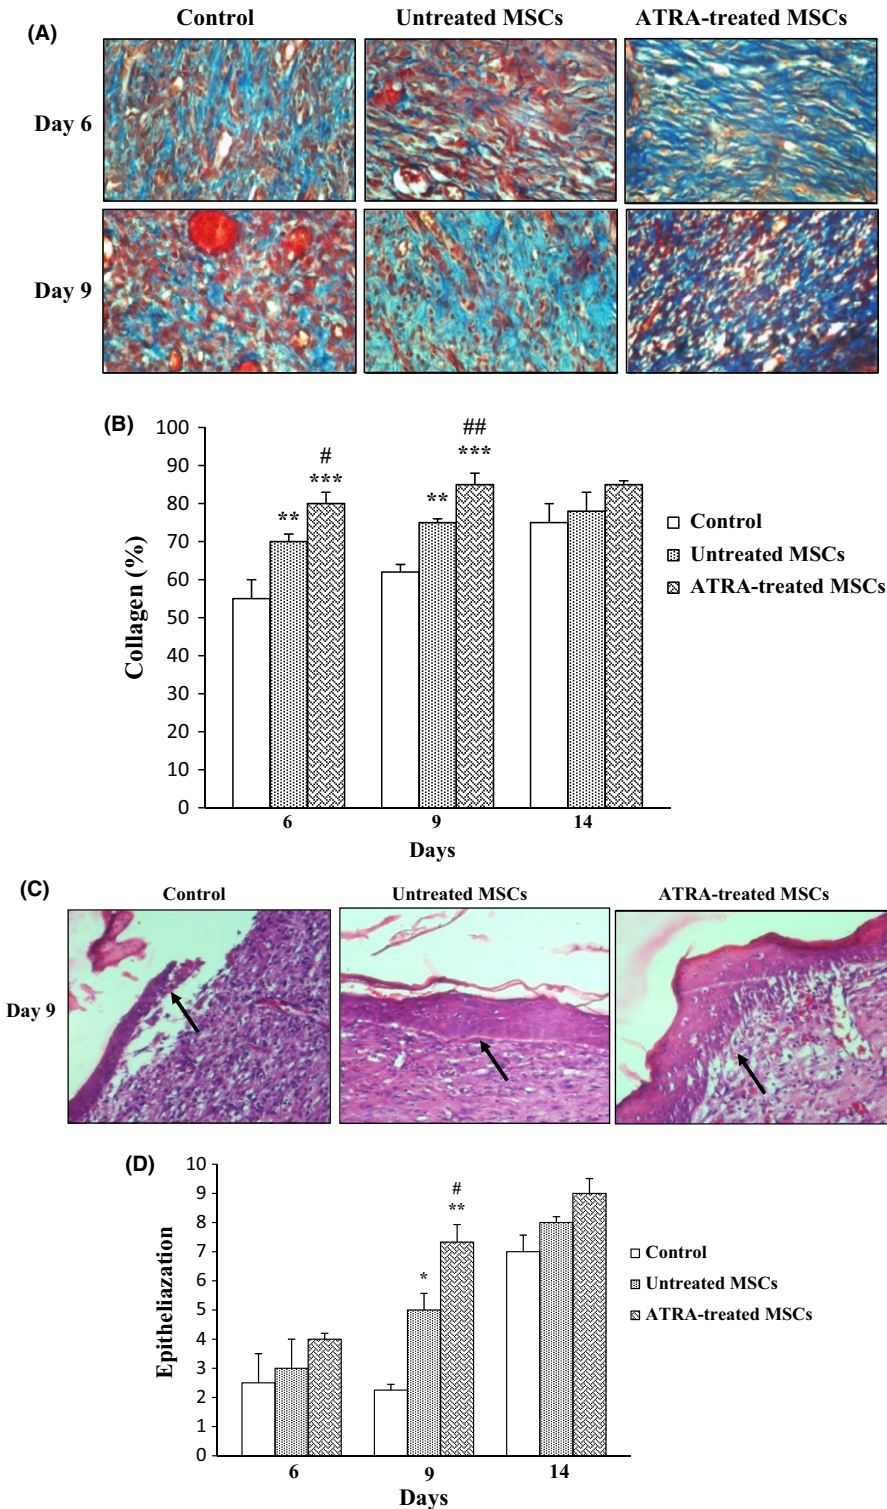 Control Untreated MSCs ATRA-treated MSCs
(A)
Day 6
Day 9
(B)
100
90
80
70
60
50
40
30
20
10
0
Collagen (%)
** # ***
** ## ***
6 9 14
Days
Control
Untreated MSCs
ATRA-treated MSCs
(C)
Control Untreated MSCs ATRA-treated MSCs
Day 9
(D)
10
9
8
7
6
5
4
3
2
1
0
Epitheliazation
* # **
6 9 14
Days
Control
Untreated MSCs
ATRA-treated MSCs